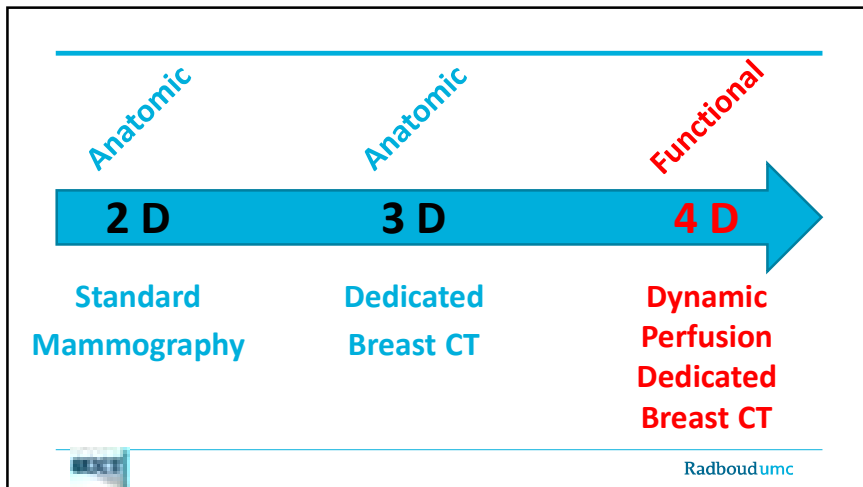 Anatomic
Anatomic
Functional
2 D
3 D
4 D
Standard
Mammography
Dedicated
Breast CT
Dynamic
Perfusion
Dedicated
Breast CT
Radboudumc